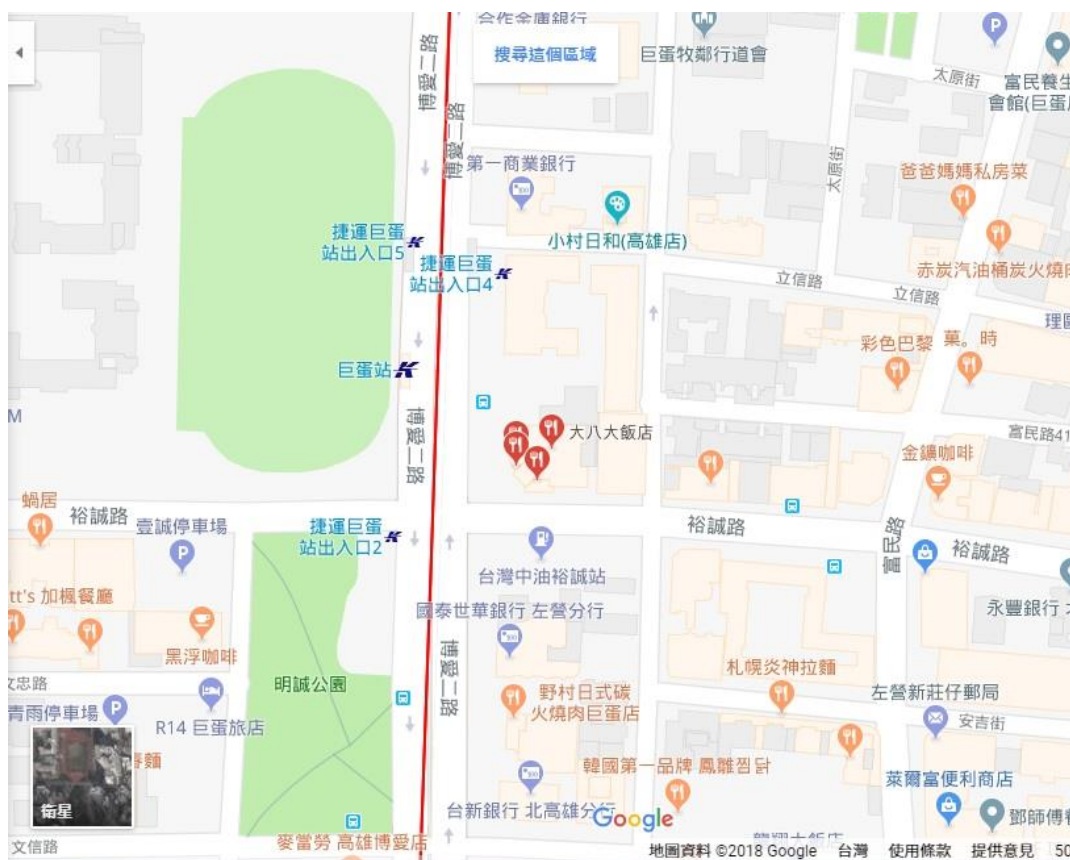 合作金庫銀行
博愛二路
搜尋這個區域
巨蛋牧鄰行道會
P
太原街
富民養生
會館(巨蛋
博愛二路
第一商業銀行
太原街
爸爸媽媽私房菜
小村日和(高雄店)
捷運巨蛋
站出入口5
捷運巨蛋
站出入口4
立信路
立信路
赤炭汽油桶炭火燒肉
彩色巴黎
菓。時
巨蛋站
博愛二路
M
大八大飯店
富民路41
金鑛咖啡
蝸居
裕誠路
壹誠停車場
P
捷運巨蛋
站出入口2
裕誠路
富民路
裕誠路
台灣中油裕誠站
tt's 加楓餐廳
國泰世華銀行 左營分行
永豐銀行
黑浮咖啡
博愛二路
札幌炎神拉麵
文忠路
明誠公園
野村日式碳
火燒肉巨蛋店
左營新莊仔郵局
青雨停車場
P
R14 巨蛋旅店
安吉街
麵
韓國第一品牌 鳳雛찜닭
萊爾富便利商店
衛星
台新銀行 北高雄分行
Google
鄧師傅
文信路
麥當勞 高雄博愛店
地圖資料 ©2018 Google
台灣
使用條款
提供意見
50